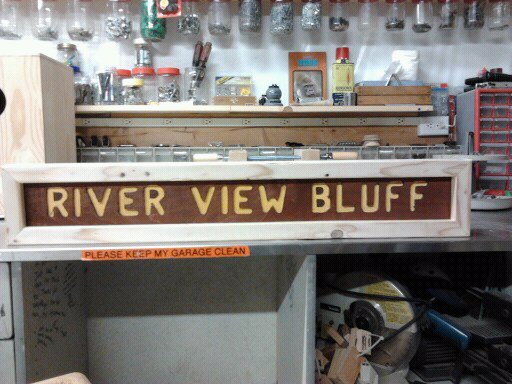 RIVER VIEW BLUFF
PLEASE KEEP MY GARAGE CLEAN